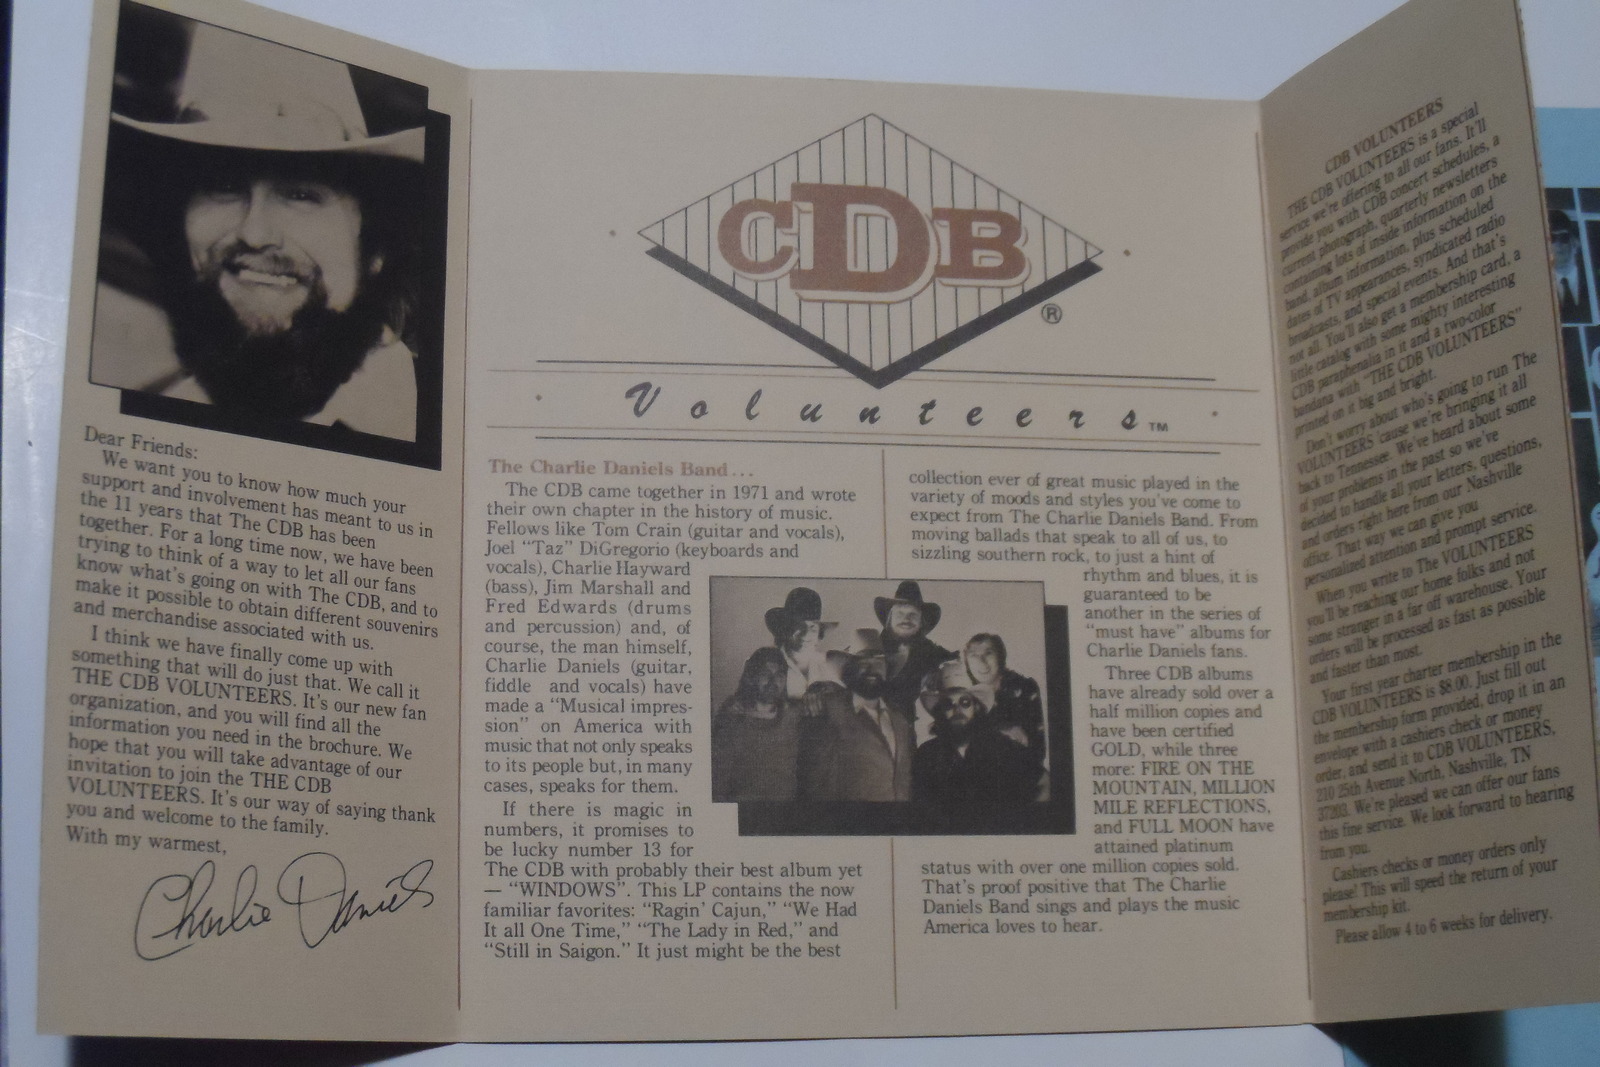 Dear Friends:
We want you to know how much your
support and involvement has meant to us in
the 11 years that The CDB has been
together. For a long time now, we have been
trying to think of a way to let all our fans
know what's going on with The CDB, and to
make it possible to obtain different souvenirs
and merchandise associated with us.
I think we have finally come up with
something that will do just that. We call it
THE CDB VOLUNTEERS. It's our new fan
organization, and you will find all the
information you need in the brochure. We
hope that you will take advantage of our
invitation to join the THE CDB
VOLUNTEERS. It's our way of saying thank
you and welcome to the family.
With my warmest,
Charlie Daniels
CDB
®
Volunteers™
The Charlie Daniels Band...
The CDB came together in 1971 and wrote
their own chapter in the history of music.
Fellows like Tom Crain (guitar and vocals),
Joel “Taz” DiGregorio (keyboards and
vocals), Charlie Hayward
(bass), Jim Marshall and
Fred Edwards (drums
and percussion) and, of
course, the man himself,
Charlie Daniels (guitar,
fiddle and vocals) have
made a “Musical impres-
sion” on America with
music that not only speaks
to its people but, in many
cases, speaks for them.
If there is magic in
numbers, it promises to
be lucky number 13 for
The CDB with probably their best album yet
— “WINDOWS”. This LP contains the now
familiar favorites: “Ragin' Cajun,” “We Had
It all One Time,” “The Lady in Red,” and
“Still in Saigon.” It just might be the best
collection ever of great music played in the
variety of moods and styles you've come to
expect from The Charlie Daniels Band. From
moving ballads that speak to all of us, to
sizzling southern rock, to just a hint of
rhythm and blues, it is
guaranteed to be
another in the series of
“must have” albums for
Charlie Daniels fans.
Three CDB albums
have already sold over a
half million copies and
have been certified
GOLD, while three
more: FIRE ON THE
MOUNTAIN, MILLION
MILE REFLECTIONS,
and FULL MOON have
attained platinum
status with over one million copies sold.
That's proof positive that The Charlie
Daniels Band sings and plays the music
America loves to hear.
CDB VOLUNTEERS
THE CDB VOLUNTEERS is a special
service we're offering to all our fans. It'll
provide you with CDB concert schedules, a
current photograph, quarterly newsletters
containing lots of inside information on the
band, album information, plus scheduled
dates of TV appearances, syndicated radio
broadcasts, and special events. And that's
not all. You'll also get a membership card, a
little catalog with some mighty interesting
CDB paraphenalia in it and a two-color
bandana with “THE CDB VOLUNTEERS”
printed on it big and bright.
Don't worry about who's going to run The
VOLUNTEERS 'cause we're bringing it all
back to Tennessee. We've heard about some
of your problems in the past so we've
decided to handle all your letters, questions,
and orders right here from our Nashville
office. That way we can give you
personalized attention and prompt service.
When you write to The VOLUNTEERS
you'll be reaching our home folks and not
some stranger in a far off warehouse. Your
orders will be processed as fast as possible
and faster than most.
Your first year charter membership in the
CDB VOLUNTEERS is $8.00. Just fill out
the membership form provided, drop it in an
envelope with a cashiers check or money
order, and send it to CDB VOLUNTEERS,
210 25th Avenue North, Nashville, TN
37203. We're pleased we can offer our fans
this fine service. We look forward to hearing
from you.
Cashiers checks or money orders only
please! This will speed the return of your
membership kit.
Please allow 4 to 6 weeks for delivery.